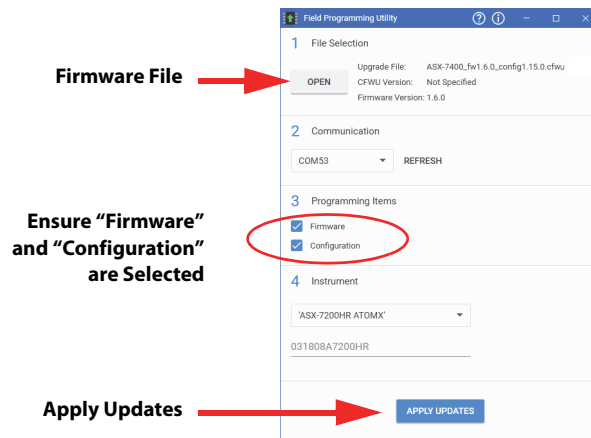 Field Programming Utility
1 File Selection
Firmware File
OPEN
Upgrade File: ASX-7400_fw1.6.0_config1.15.0.cfwu
CFWU Version: Not Specified
Firmware Version: 1.6.0
2 Communication
COM53
REFRESH
3 Programming Items
Ensure “Firmware”
and “Configuration”
are Selected
Firmware
Configuration
4 Instrument
'ASX-7200HR ATOMX'
031808A7200HR
Apply Updates
APPLY UPDATES